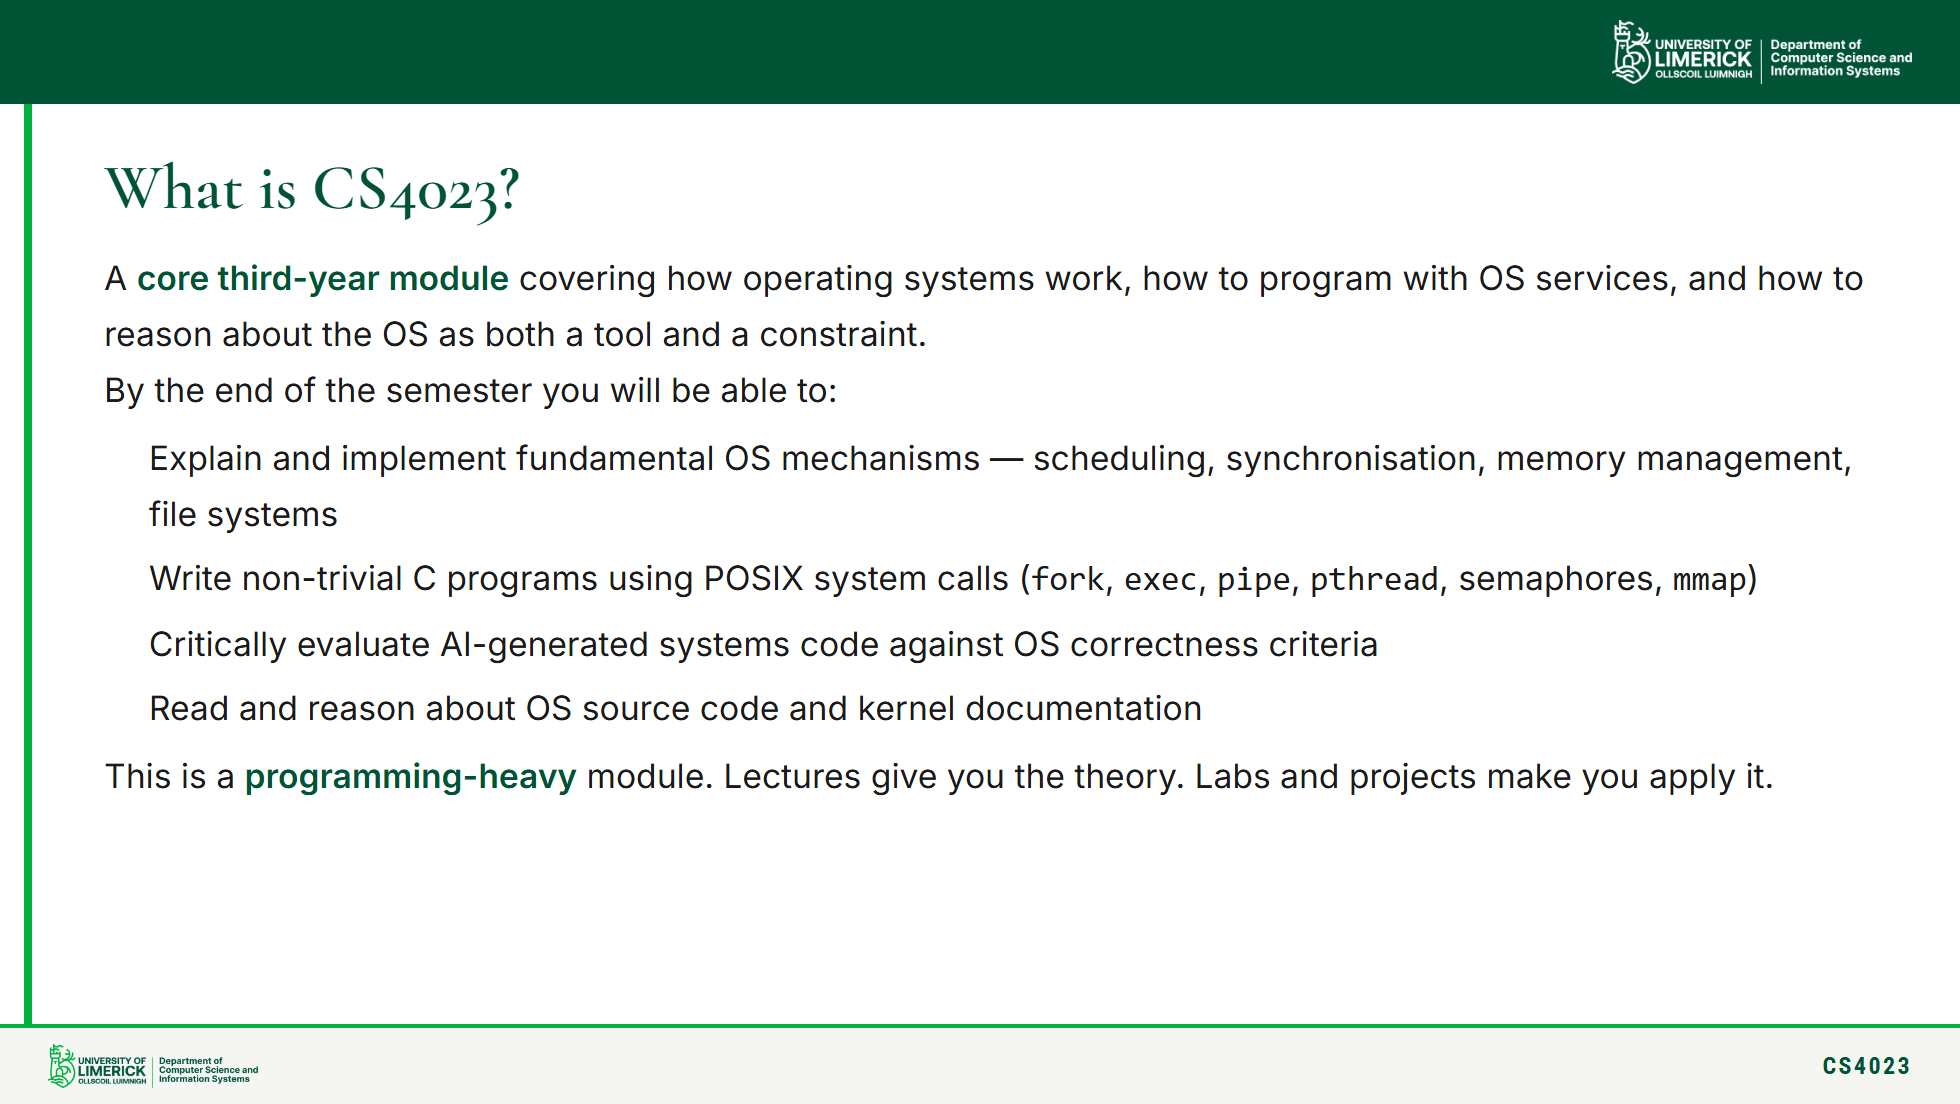 UNIVERSITY OF
LIMERICK
OLLSCOIL LUIMNIGH
Department of
Computer Science and
Information Systems
What is CS4023?
A core third-year module covering how operating systems work, how to program with OS services, and how to
reason about the OS as both a tool and a constraint.
By the end of the semester you will be able to:
Explain and implement fundamental OS mechanisms — scheduling, synchronisation, memory management,
file systems
Write non-trivial C programs using POSIX system calls (fork, exec, pipe, pthread, semaphores, mmap)
Critically evaluate AI-generated systems code against OS correctness criteria
Read and reason about OS source code and kernel documentation
This is a programming-heavy module. Lectures give you the theory. Labs and projects make you apply it.
UNIVERSITY OF
LIMERICK
OLLSCOIL LUIMNIGH
Department of
Computer Science and
Information Systems
CS4023